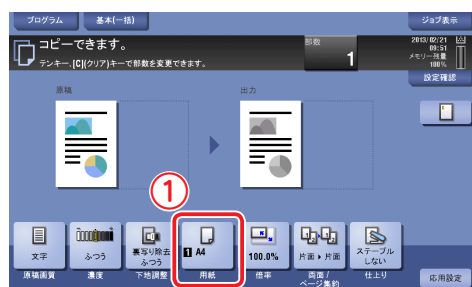 プログラム
基本(一括)
ジョブ表示
コピーできます。
テンキー、[C](クリア)キーで部数を変更できます。
部数
1
2013/02/21
09:51
メモリー残量
100%
設定確認
原稿
出力
①
文字
ふつう
裏写り除去
ふつう
1 A4
100.0%
片面▶片面
ステープル
しない
原稿画質
濃度
下地調整
用紙
倍率
両面/
ページ集約
仕上り
応用設定